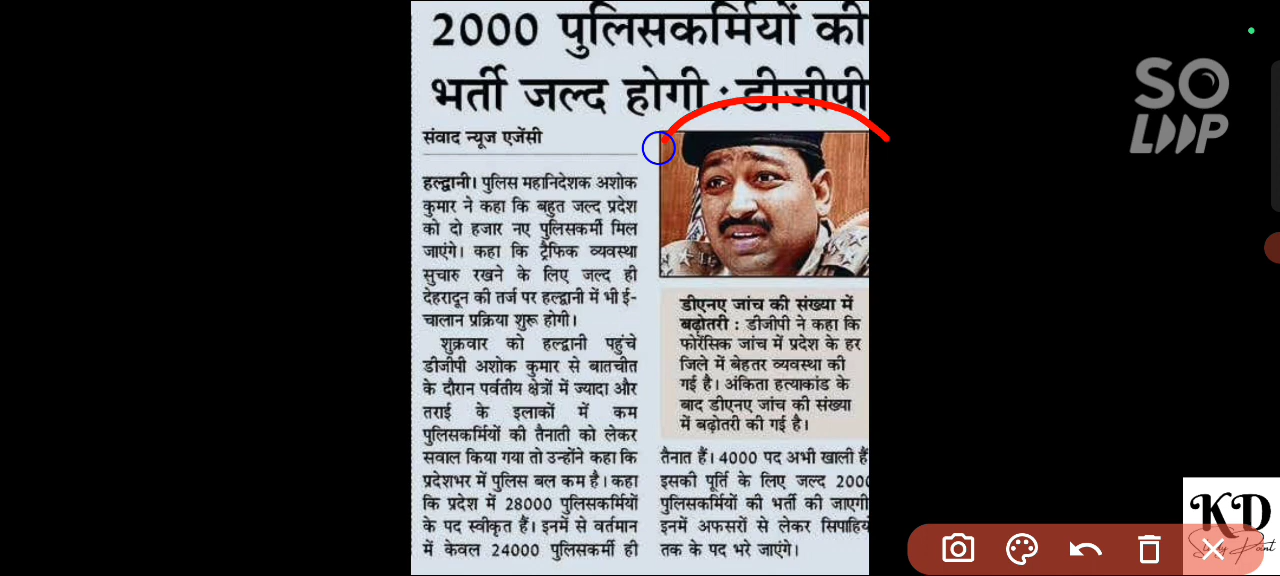 2000 पुलिसकर्मियों की
भर्ती जल्द होगी : डीजीपी
संवाद न्यूज एजेंसी
हल्द्वानी। पुलिस महानिदेशक अशोक
कुमार ने कहा कि बहुत जल्द प्रदेश
को दो हजार नए पुलिसकर्मी मिल
जाएंगे। कहा कि ट्रैफिक व्यवस्था
सुचारु रखने के लिए जल्द ही
देहरादून की तर्ज पर हल्द्वानी में भी ई-
चालान प्रक्रिया शुरू होगी।
शुक्रवार को हल्द्वानी पहुंचे
डीजीपी अशोक कुमार से बातचीत
के दौरान पर्वतीय क्षेत्रों में ज्यादा और
तराई के इलाकों में कम
पुलिसकर्मियों की तैनाती को लेकर
सवाल किया गया तो उन्होंने कहा कि
प्रदेशभर में पुलिस बल कम है। कहा
कि प्रदेश में 28000 पुलिसकर्मियों
के पद स्वीकृत हैं। इनमें से वर्तमान
में केवल 24000 पुलिसकर्मी ही
डीएनए जांच की संख्या में
बढ़ोतरी : डीजीपी ने कहा कि
फोरेंसिक जांच में प्रदेश के हर
जिले में बेहतर व्यवस्था की
गई है। अंकिता हत्याकांड के
बाद डीएनए जांच की संख्या
में बढ़ोतरी की गई है।
तैनात हैं। 4000 पद अभी खाली हैं
इसकी पूर्ति के लिए जल्द 2000
पुलिसकर्मियों की भर्ती की जाएगी
इनमें अफसरों से लेकर सिपाहियों
तक के पद भरे जाएंगे।
SO
LOOP
KD
Study Point